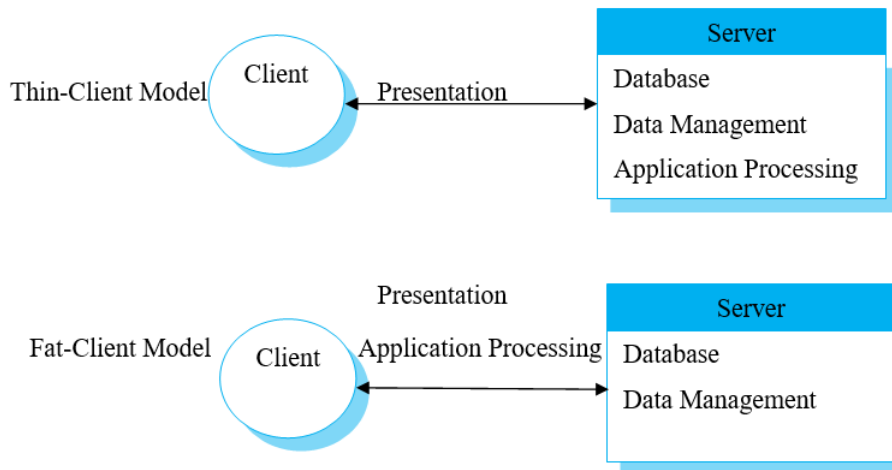 Thin-Client Model
Client
Presentation
Server
Database
Data Management
Application Processing
Fat-Client Model
Client
Presentation
Application Processing
Server
Database
Data Management